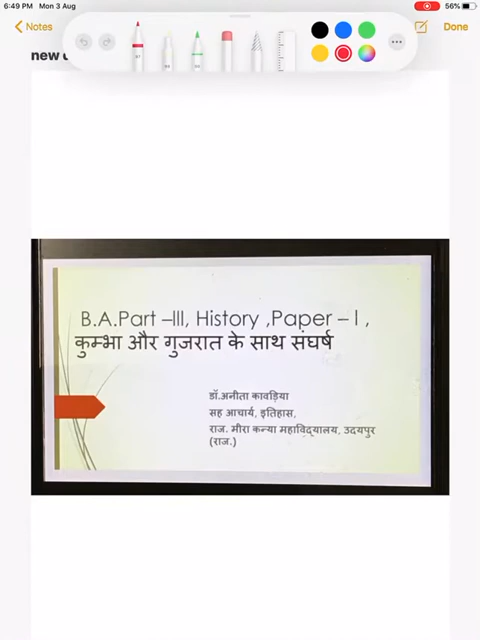 6:49 PM Mon 3 Aug
56%
Notes
Done
new
B.A.Part –III, History ,Paper – I ,
कुम्भा और गुजरात के साथ संघर्ष
डॉ.अनीता कावड़िया
सह आचार्य, इतिहास,
राज. मीरा कन्या महाविद्यालय, उदयपुर
(राज.)